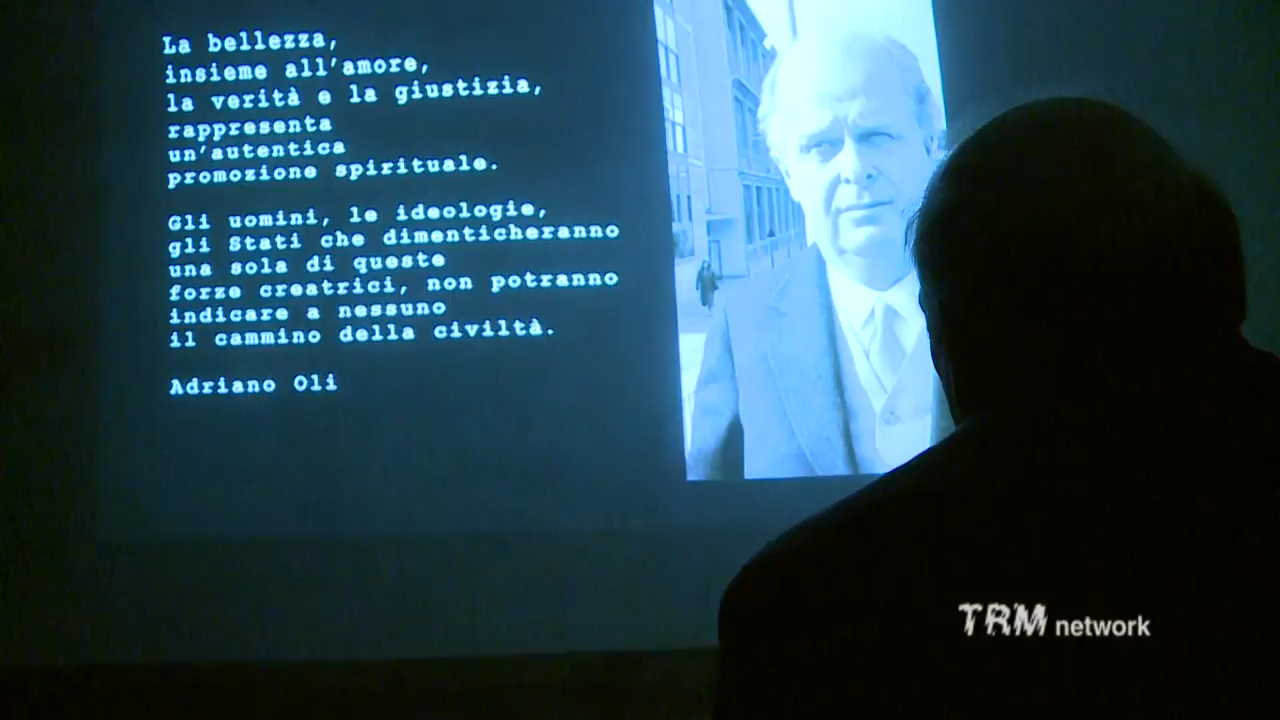 La bellezza,
insieme all'amore,
la verità e la giustizia,
rappresenta
un'autentica
promozione spirituale.
Gli uomini, le ideologie,
gli Stati che dimenticheranno
una sola di queste
forze creatrici, non potranno
indicare a nessuno
il cammino della civiltà.
Adriano Oli
TRM network